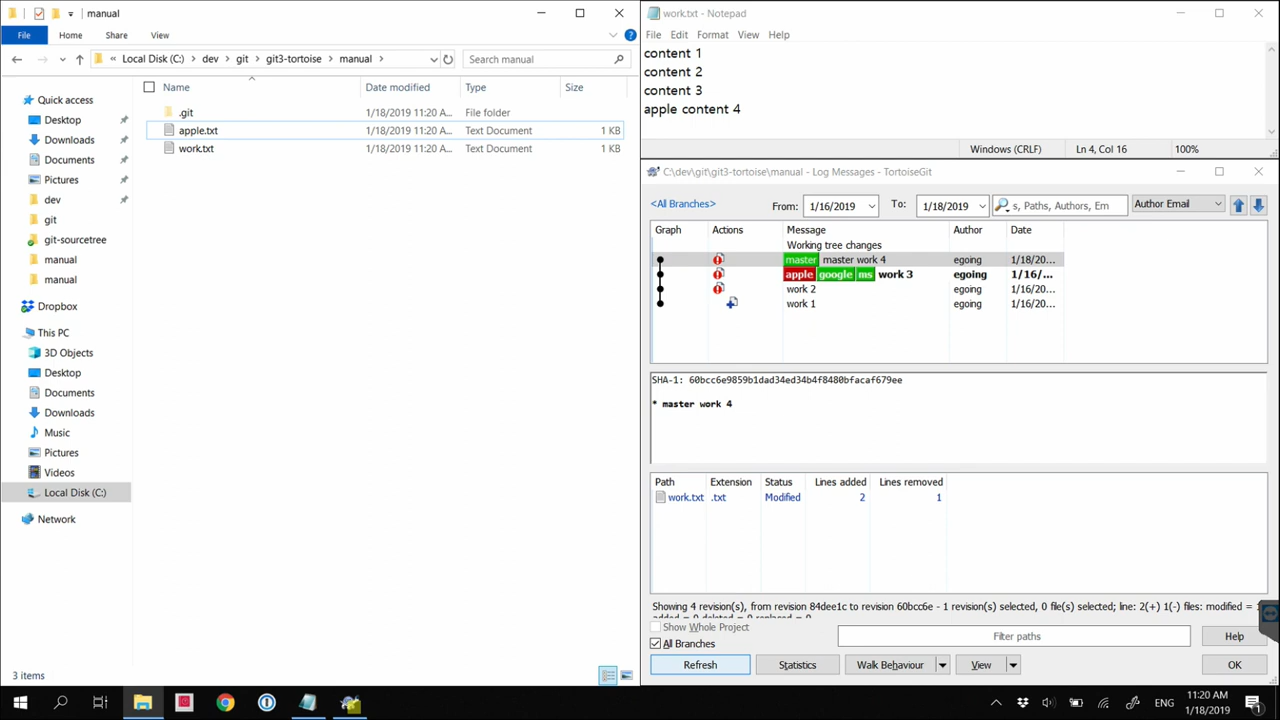 manual
File Home Share View
« Local Disk (C:) > dev > git > git3-tortoise > manual > Search manual
Name Date modified Type Size
.git 1/18/2019 11:20 A... File folder
apple.txt 1/18/2019 11:20 A... Text Document 1 KB
work.txt 1/18/2019 11:20 A... Text Document 1 KB
Quick access
Desktop
Downloads
Documents
Pictures
dev
git
git-sourcetree
manual
manual
Dropbox
This PC
3D Objects
Desktop
Documents
Downloads
Music
Pictures
Videos
Local Disk (C:)
Network
3 items
work.txt - Notepad
File Edit Format View Help
content 1
content 2
content 3
apple content 4
Windows (CRLF) Ln 4, Col 16 100%
C:\dev\git\git3-tortoise\manual - Log Messages - TortoiseGit
<All Branches> From: 1/16/2019 To: 1/18/2019 s, Paths, Authors, Em Author Email
Graph Actions Message Author Date
Working tree changes
master master work 4 egoing 1/18/20...
apple google ms work 3 egoing 1/16/...
work 2 egoing 1/16/20...
work 1 egoing 1/16/20...
SHA-1: 60bcc6e9859b1dad34ed34b4f8480bfacaf679ee
* master work 4
Path Extension Status Lines added Lines removed
work.txt .txt Modified 2 1
Showing 4 revision(s), from revision 84dee1c to revision 60bcc6e - 1 revision(s) selected, 0 file(s) selected; line: 2(+) 1(-) files: modified = 1
Show Whole Project
All Branches
Filter paths
Help
Refresh Statistics Walk Behaviour View OK
ENG
11:20 AM
1/18/2019
1